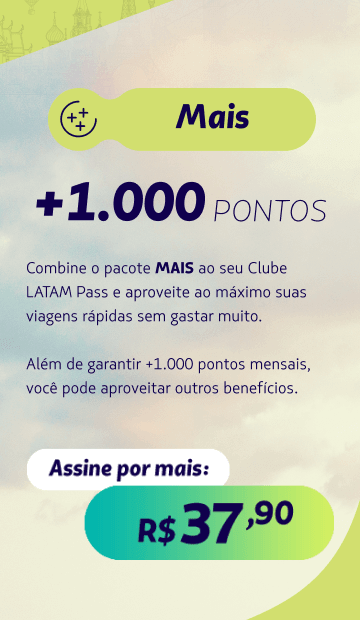 Mais
+1.000 PONTOS
Combine o pacote MAIS ao seu Clube
LATAM Pass e aproveite ao máximo suas
viagens rápidas sem gastar muito.
Além de garantir +1.000 pontos mensais,
você pode aproveitar outros benefícios.
Assine por mais:
R$ 37,90